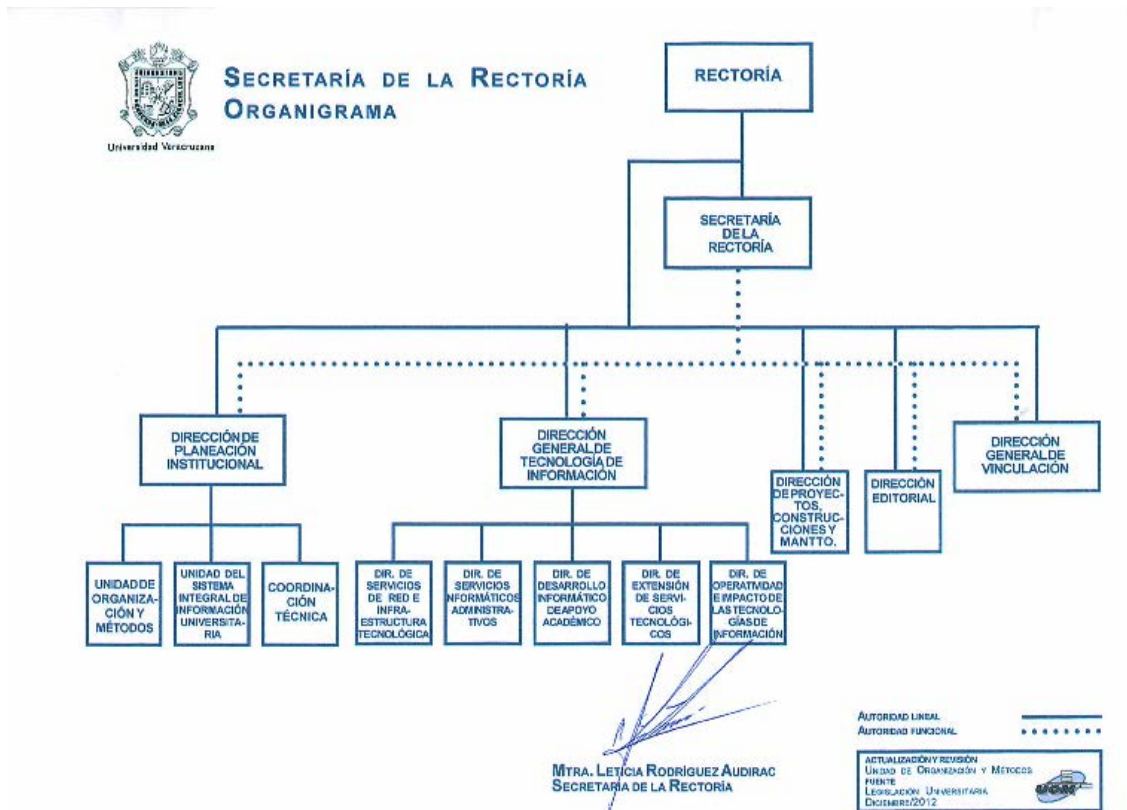 SECRETARÍA DE LA RECTORÍA
ORGANIGRAMA
Universidad Veracruzana
RECTORÍA
SECRETARÍA
DE LA
RECTORÍA
DIRECCIÓN DE
PLANEACIÓN
INSTITUCIONAL
DIRECCIÓN
GENERAL DE
TECNOLOGÍA DE
INFORMACIÓN
DIRECCIÓN
DE PROYEC-
TOS,
CONSTRUC-
CIONES Y
MANTTO.
DIRECCIÓN
EDITORIAL
DIRECCIÓN
GENERAL DE
VINCULACIÓN
UNIDAD DE
ORGANIZA-
CIÓN Y
MÉTODOS
UNIDAD DEL
SISTEMA
INTEGRAL DE
INFORMACIÓN
UNIVERSITA-
RIA
COORDINA-
CIÓN
TÉCNICA
DIR. DE
SERVICIOS
DE RED E
INFRA-
ESTRUCTURA
TECNOLÓGICA
DIR. DE
SERVICIOS
INFORMÁTICOS
ADMINISTRA-
TIVOS
DIR. DE
DESARROLLO
INFORMÁTICO
DE APOYO
ACADÉMICO
DIR. DE
EXTENSIÓN
DE SERVI-
CIOS
TECNOLÓGI-
COS
DIR. DE
OPERATIVIDAD
E IMPACTO DE
LAS TECNOLO-
GÍAS DE
INFORMACIÓN
MTRA. LETICIA RODRÍGUEZ AUDIRAC
SECRETARIA DE LA RECTORÍA
AUTORIDAD LINEAL
AUTORIDAD FUNCIONAL
ACTUALIZACIÓN Y REVISIÓN
UNIDAD DE ORGANIZACIÓN Y MÉTODOS
FUENTE
LEGISLACIÓN UNIVERSITARIA
DICIEMBRE/2012
UOM